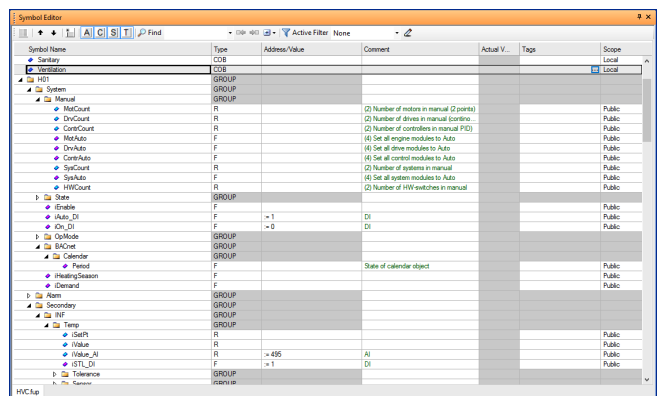 Symbol Editor
A C S T Find Active Filter None
Symbol Name Type Address/Value Comment Actual V... Tags Scope
Sanitary COB Local
Ventilation COB Local
H01 GROUP
System GROUP
Manual GROUP
MotCount R (2) Number of motors in manual (2 points) Public
DrvCount R (2) Number of drives in manual (contino... Public
ContrCount R (2) Number of controllers in manual PID) Public
MotAuto F (4) Set all engine modules to Auto Public
DrvAuto F (4) Set all drive modules to Auto Public
ContrAuto F (4) Set all control modules to Auto Public
SysCount R (2) Number of systems in manual Public
SysAuto F (4) Set all system modules to Auto Public
HWCount R (2) Number of HW-switches in manual Public
State GROUP
iEnable F Public
iAuto_DI F := 1 DI Public
iOn_DI F := 0 DI Public
OpMode GROUP
BACnet GROUP
Calendar GROUP
Period F State of calendar object Public
iHeatingSeason F Public
iDemand F Public
Alarm GROUP
Secondary GROUP
INF GROUP
Temp GROUP
iSetPt R Public
iValue R Public
iValue_AI R := 495 AI Public
iSTL_DI F := 1 DI Public
Tolerance GROUP
Sensor GROUP
HVC.fup